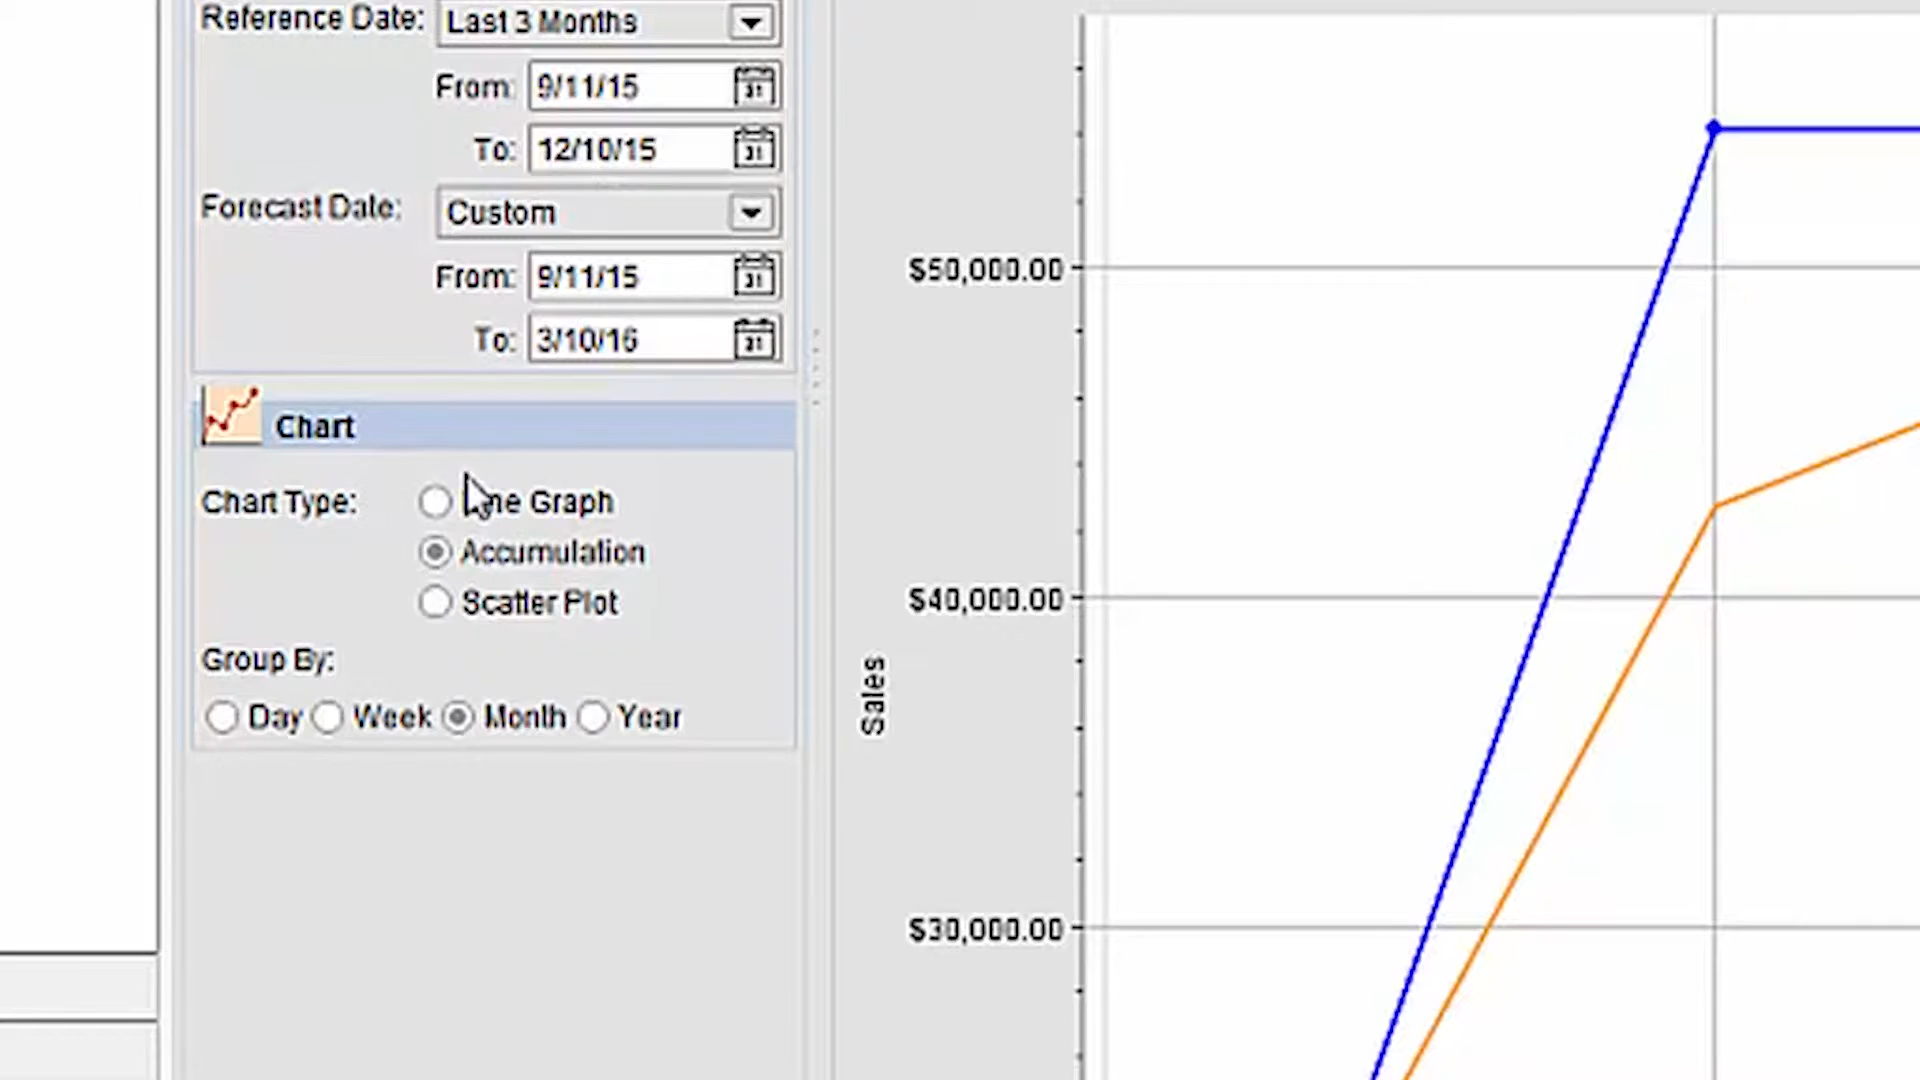 Reference Date: Last 3 Months
From: 9/11/15
To: 12/10/15
Forecast Date: Custom
From: 9/11/15
To: 3/10/16
Chart
Chart Type: Graph
Accumulation
Scatter Plot
Group By:
Day Week Month Year
$50,000.00
$40,000.00
$30,000.00
Sales